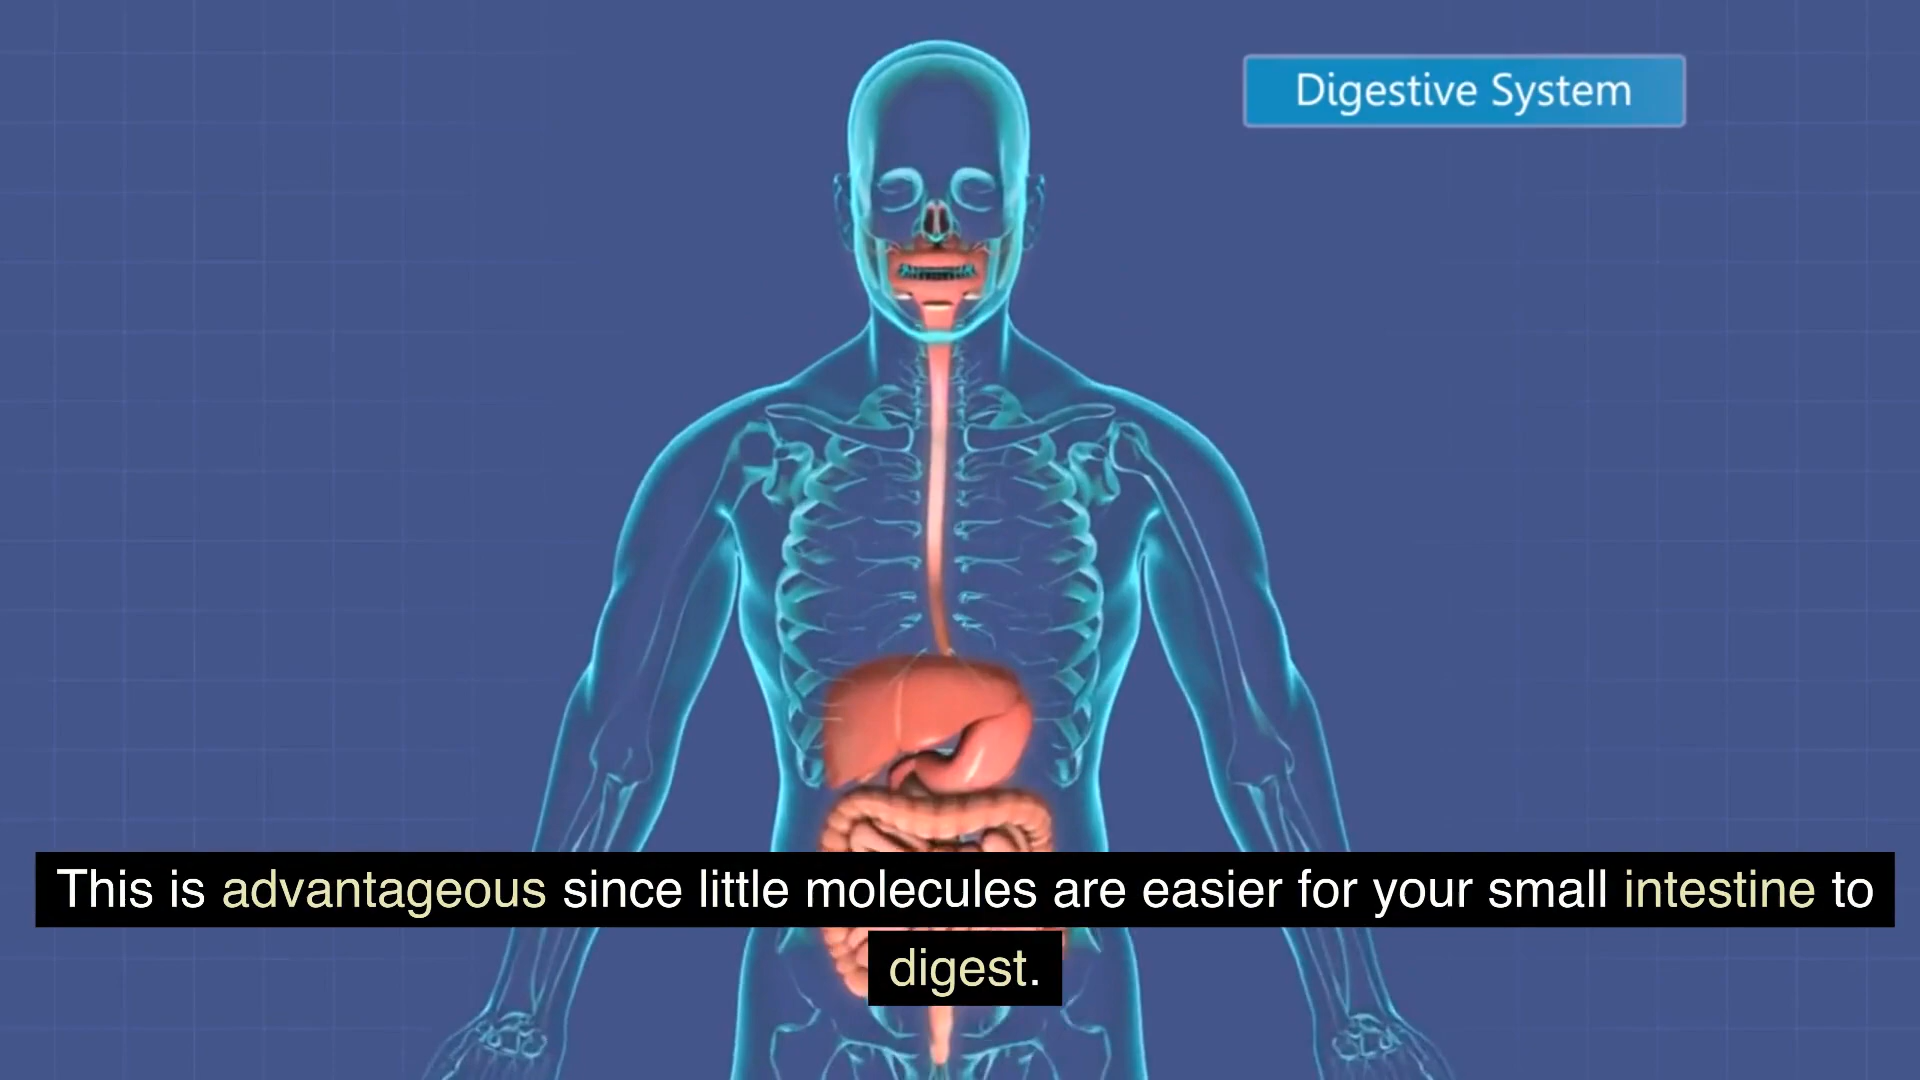 Digestive System
This is advantageous since little molecules are easier for your small intestine to
digest.